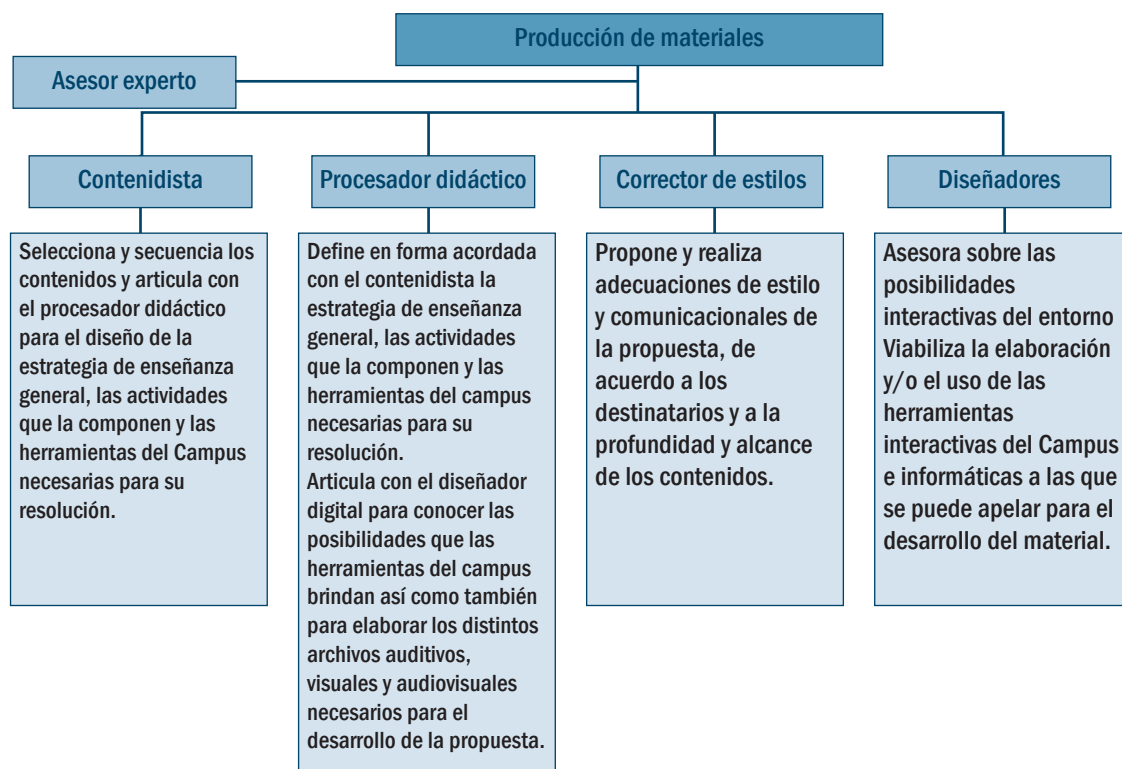 Producción de materiales
Asesor experto
Contenidista
Selecciona y secuencia los
contenidos y articula con
el procesador didáctico
para el diseño de la
estrategia de enseñanza
general, las actividades
que la componen y las
herramientas del Campus
necesarias para su
resolución.
Procesador didáctico
Define en forma acordada
con el contenidista la
estrategia de enseñanza
general, las actividades
que la componen y las
herramientas del campus
necesarias para su
resolución.
Articula con el diseñador
digital para conocer las
posibilidades que las
herramientas del campus
brindan así como también
para elaborar los distintos
archivos auditivos,
visuales y audiovisuales
necesarios para el
desarrollo de la propuesta.
Corrector de estilos
Propone y realiza
adecuaciones de estilo
y comunicacionales de
la propuesta, de
acuerdo a los
destinatarios y a la
profundidad y alcance
de los contenidos.
Diseñadores
Asesora sobre las
posibilidades
interactivas del entorno
Viabiliza la elaboración
y/o el uso de las
herramientas
interactivas del Campus
e informáticas a las que
se puede apelar para el
desarrollo del material.